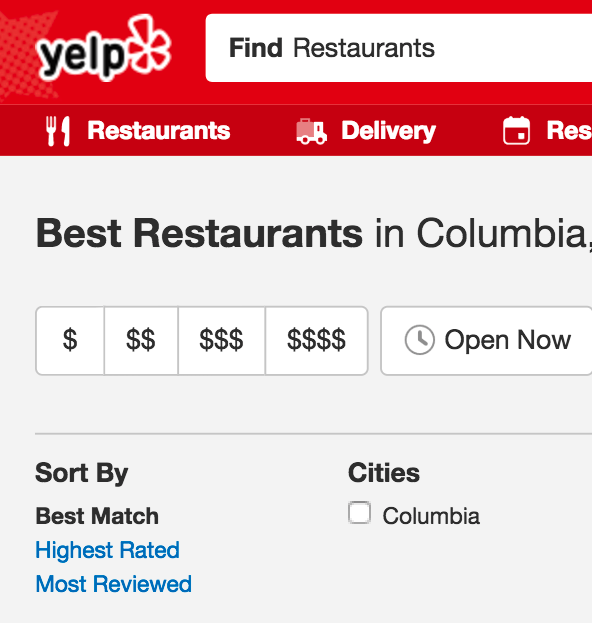 yelp
Find Restaurants
Restaurants Delivery Res
Best Restaurants in Columbia,
$ $$ $$$ $$$$ Open Now
Sort By
Best Match
Highest Rated
Most Reviewed
Cities
Columbia